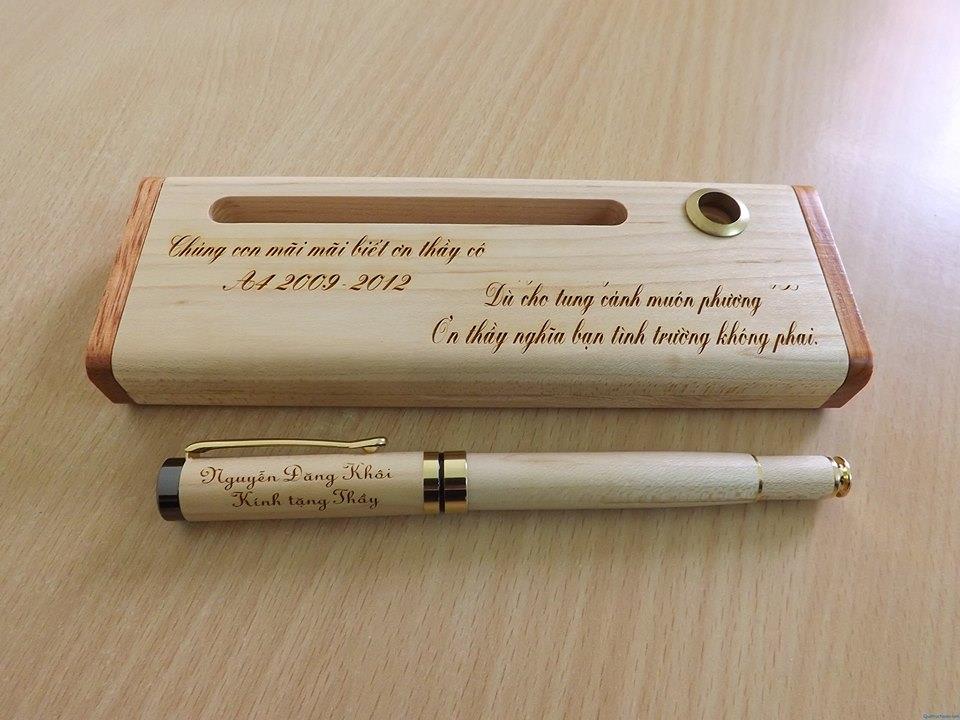 Chúng con mãi mãi biết ơn thầy cô
A4 2009-2012
Dù cho tung cánh muôn phương
Ơn thầy nghĩa bạn tình trường không phai.
Nguyễn Đăng Khôi
Kính tặng Thầy